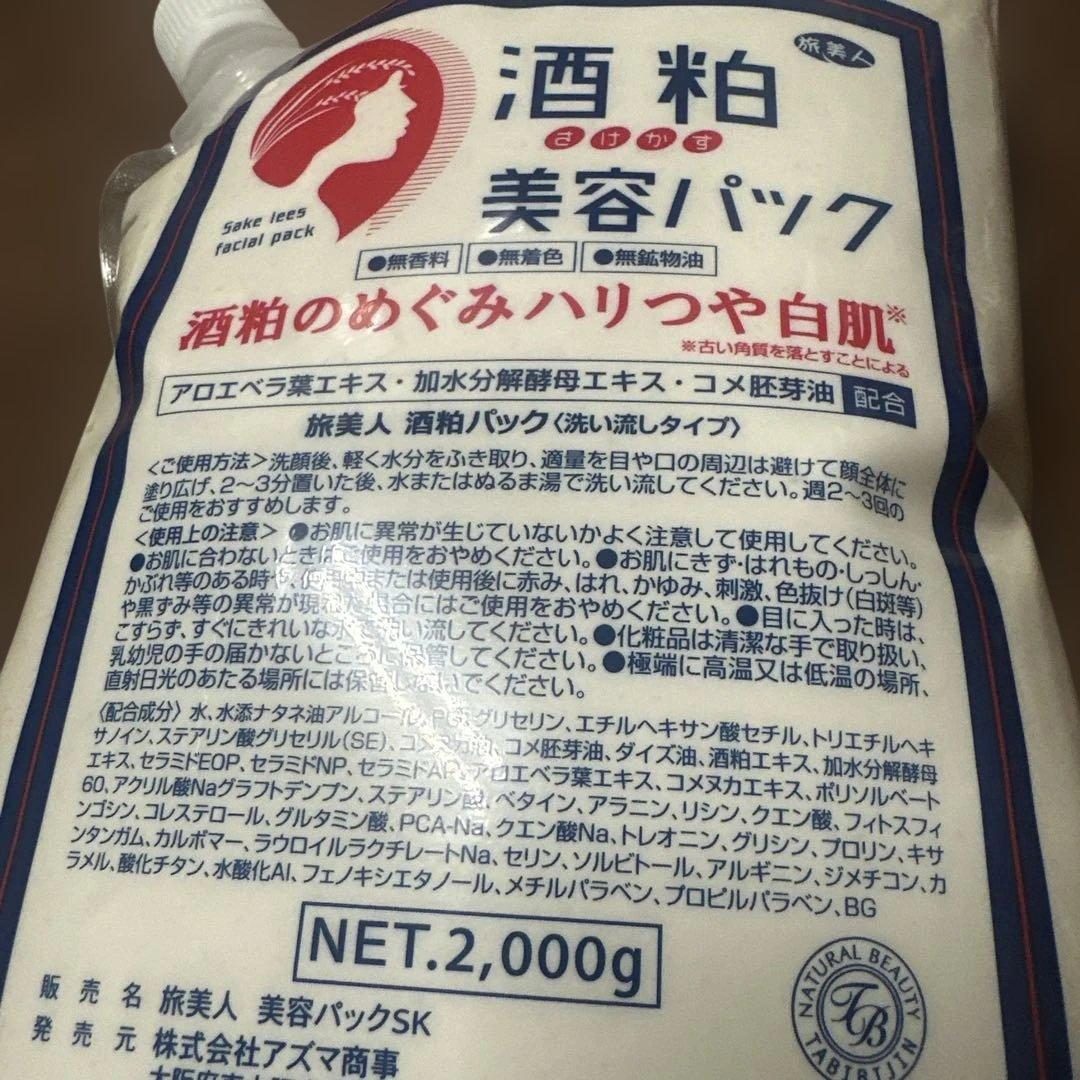 旅美人
酒粕
さけかす
美容パック
Sake lees
facial pack
●無香料 ●無着色 ●無鉱物油
酒粕のめぐみハリつや白肌※
※古い角質を落とすことによる
アロエベラ葉エキス・加水分解酵母エキス・コメ胚芽油 配合
旅美人 酒粕パック〈洗い流しタイプ〉
＜ご使用方法＞洗顔後、軽く水分をふき取り、適量を目や口の周辺は避けて顔全体に
塗り広げ、2〜3分置いた後、水またはぬるま湯で洗い流してください。週2〜3回の
ご使用をおすすめします。
＜使用上の注意＞ ●お肌に異常が生じていないかよく注意して使用してください。
●お肌に合わないときはご使用をおやめください。●お肌にきず・はれもの・しっしん・
かぶれ等のある時や、使用中または使用後に赤み、はれ、かゆみ、刺激、色抜け(白斑等)
や黒ずみ等の異常が現れた場合にはご使用をおやめください。●目に入った時は、
こすらず、すぐにきれいな水で洗い流してください。●化粧品は清潔な手で取り扱い、
乳幼児の手の届かないところに保管してください。●極端に高温又は低温の場所、
直射日光のあたる場所には保管しないでください。
〈配合成分〉水、水添ナタネ油アルコール、PG、グリセリン、エチルヘキサン酸セチル、トリエチルヘキ
サノイン、ステアリン酸グリセリル(SE)、コメヌカ油、コメ胚芽油、ダイズ油、酒粕エキス、加水分解酵母
エキス、セラミドEOP、セラミドNP、セラミドAP、アロエベラ葉エキス、コメヌカエキス、ポリソルベート
60、アクリル酸Naグラフトデンプン、ステアリン酸、ベタイン、アラニン、リシン、クエン酸、フィトスフィ
ンゴシン、コレステロール、グルタミン酸、PCA-Na、クエン酸Na、トレオニン、グリシン、プロリン、キサ
ンタンガム、カルボマー、ラウロイルラクチレートNa、セリン、ソルビトール、アルギニン、ジメチコン、カ
ラメル、酸化チタン、水酸化Al、フェノキシエタノール、メチルパラベン、プロピルパラベン、BG
NET.2,000g
NATURAL BEAUTY
TB
TABIBIJIN
販売名 旅美人 美容パックSK
発売元 株式会社アズマ商事